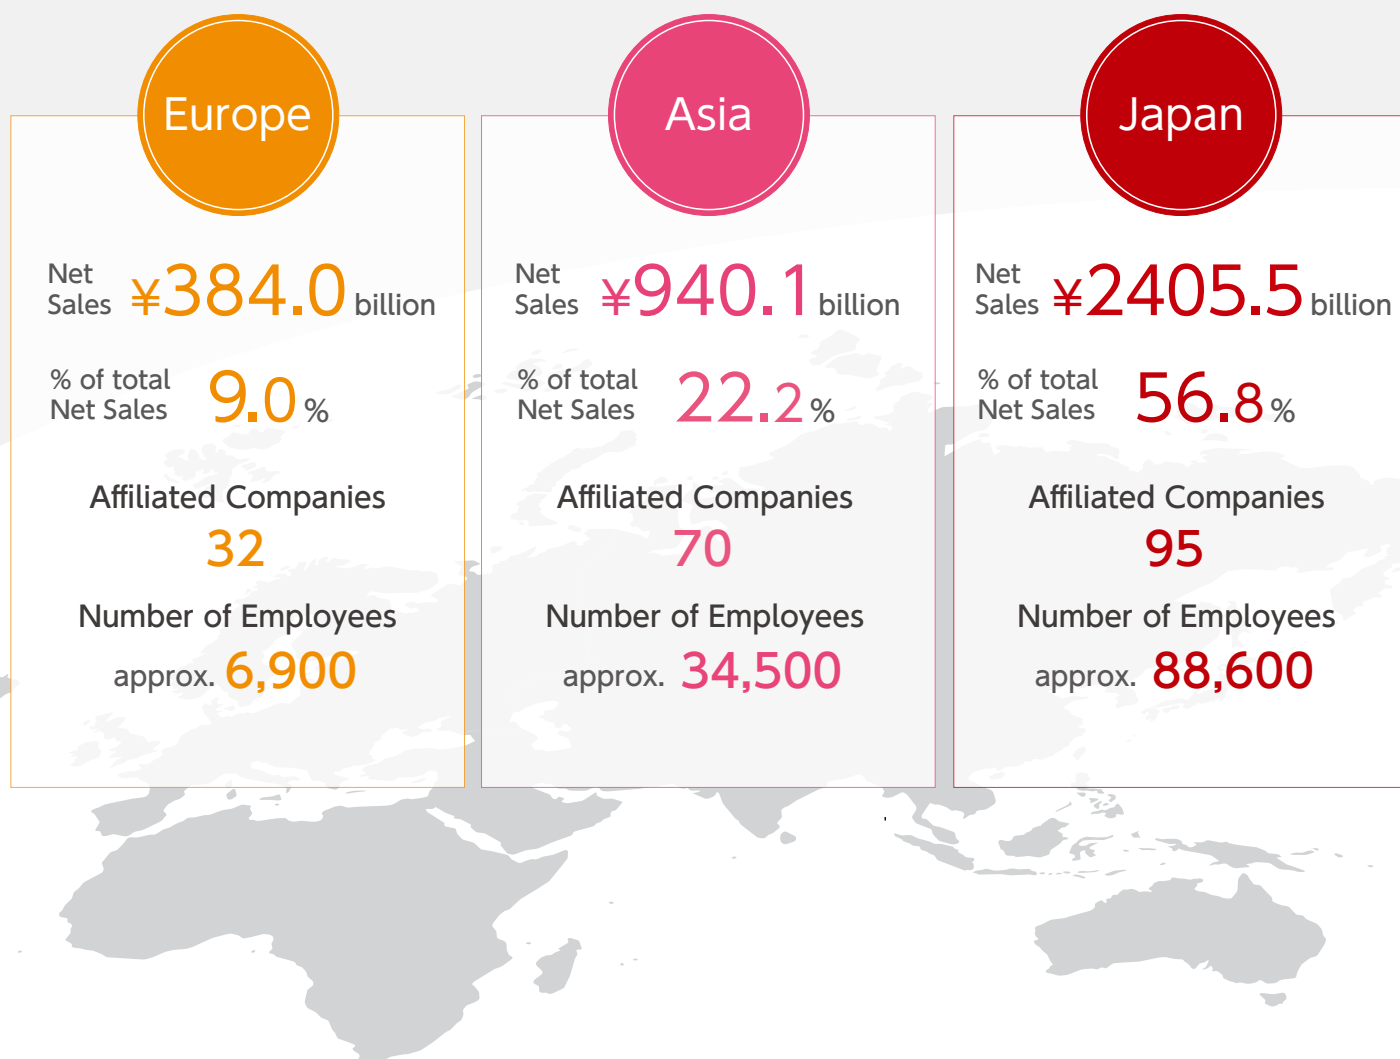 Europe
Net
Sales ¥384.0 billion
% of total
Net Sales 9.0 %
Affiliated Companies
32
Number of Employees
approx. 6,900
Asia
Net
Sales ¥940.1 billion
% of total
Net Sales 22.2 %
Affiliated Companies
70
Number of Employees
approx. 34,500
Japan
Net
Sales ¥2405.5 billion
% of total
Net Sales 56.8 %
Affiliated Companies
95
Number of Employees
approx. 88,600